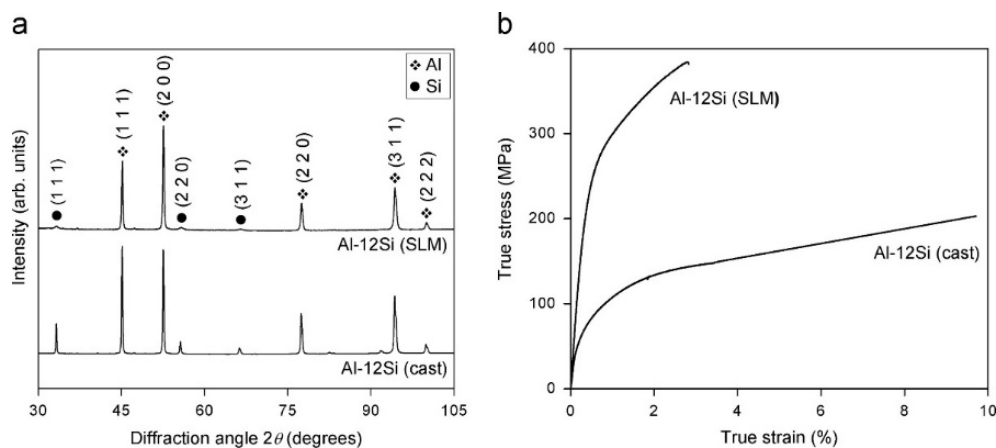 a
Al
Si
(1 1 1)
(1 1 1)
(2 0 0)
(2 2 0)
(3 1 1)
(2 2 0)
(3 1 1)
(2 2 2)
Al-12Si (SLM)
Al-12Si (cast)
Intensity (arb. units)
30 45 60 75 90 105
Diffraction angle 2θ (degrees)
b
400
300
200
100
0
True stress (MPa)
Al-12Si (SLM)
Al-12Si (cast)
0 2 4 6 8 10
True strain (%)